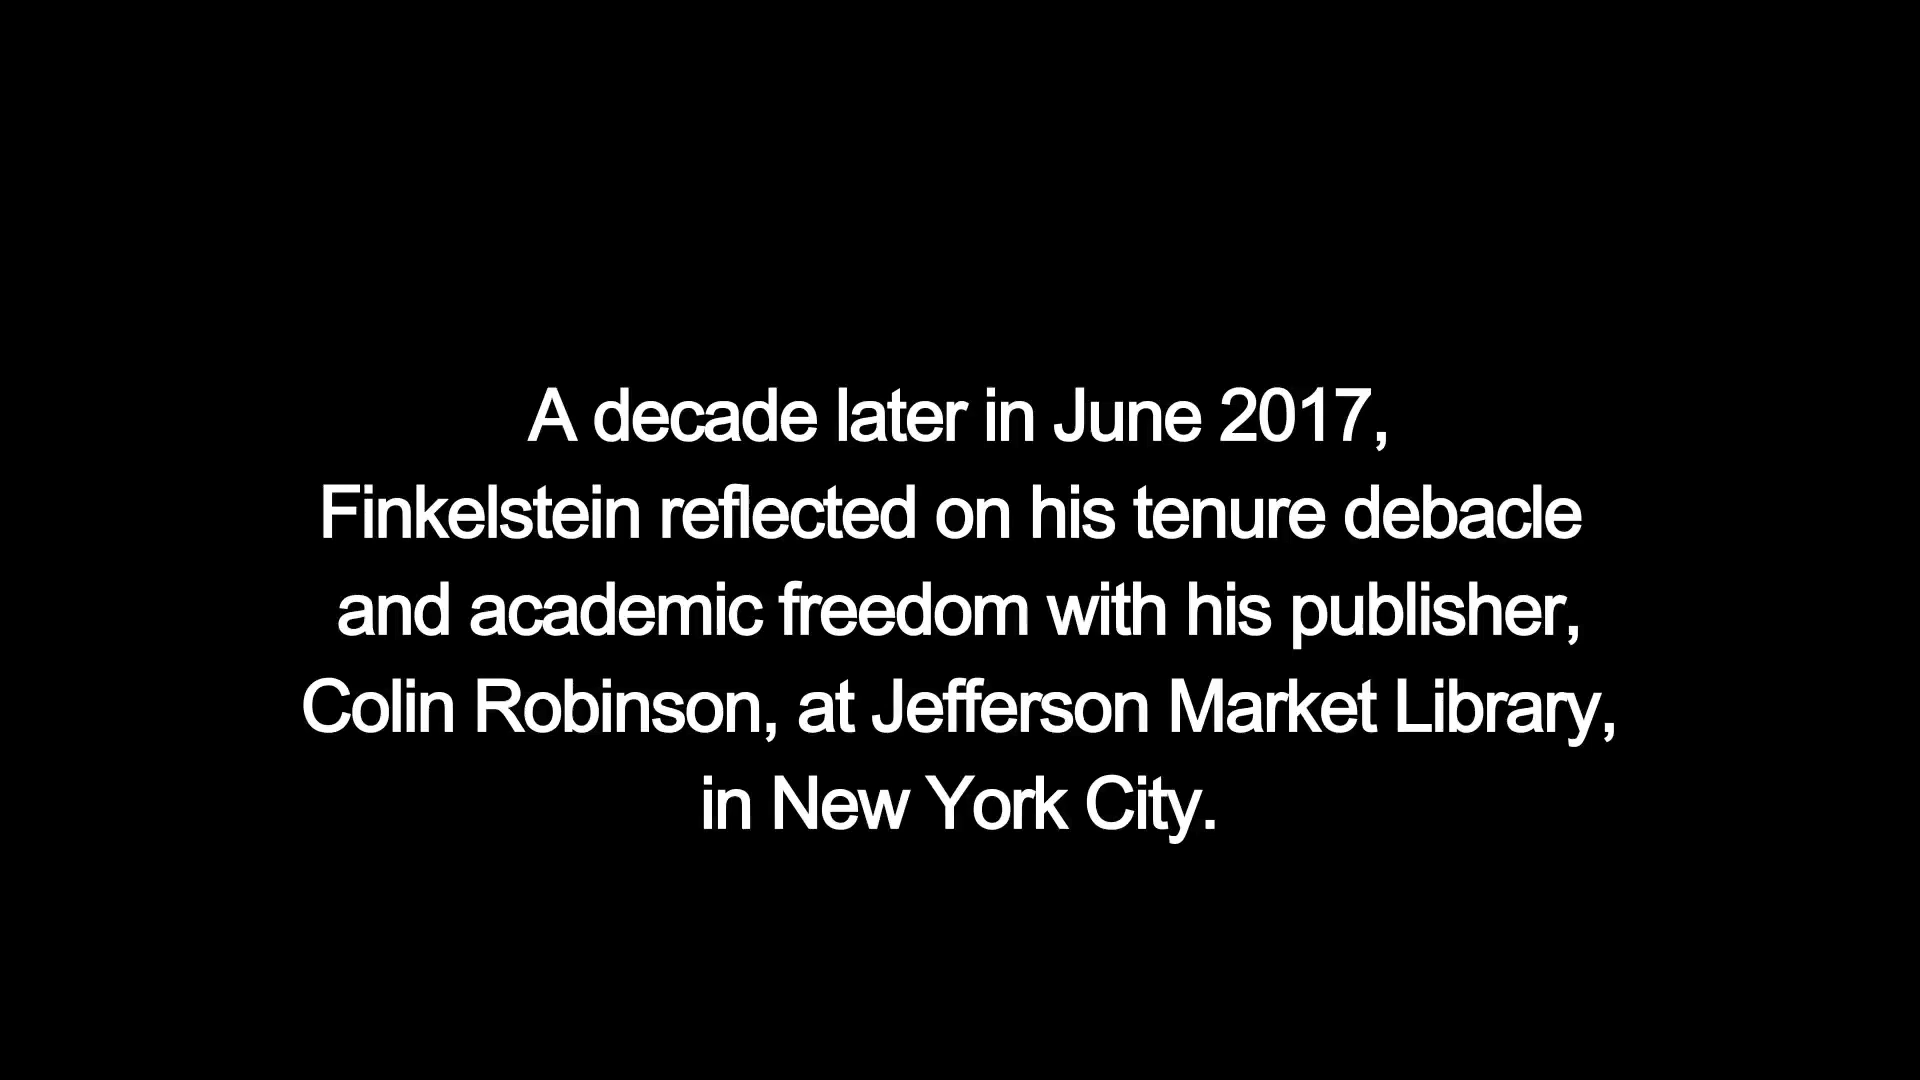 A decade later in June 2017,
Finkelstein reflected on his tenure debacle
and academic freedom with his publisher,
Colin Robinson, at Jefferson Market Library,
in New York City.